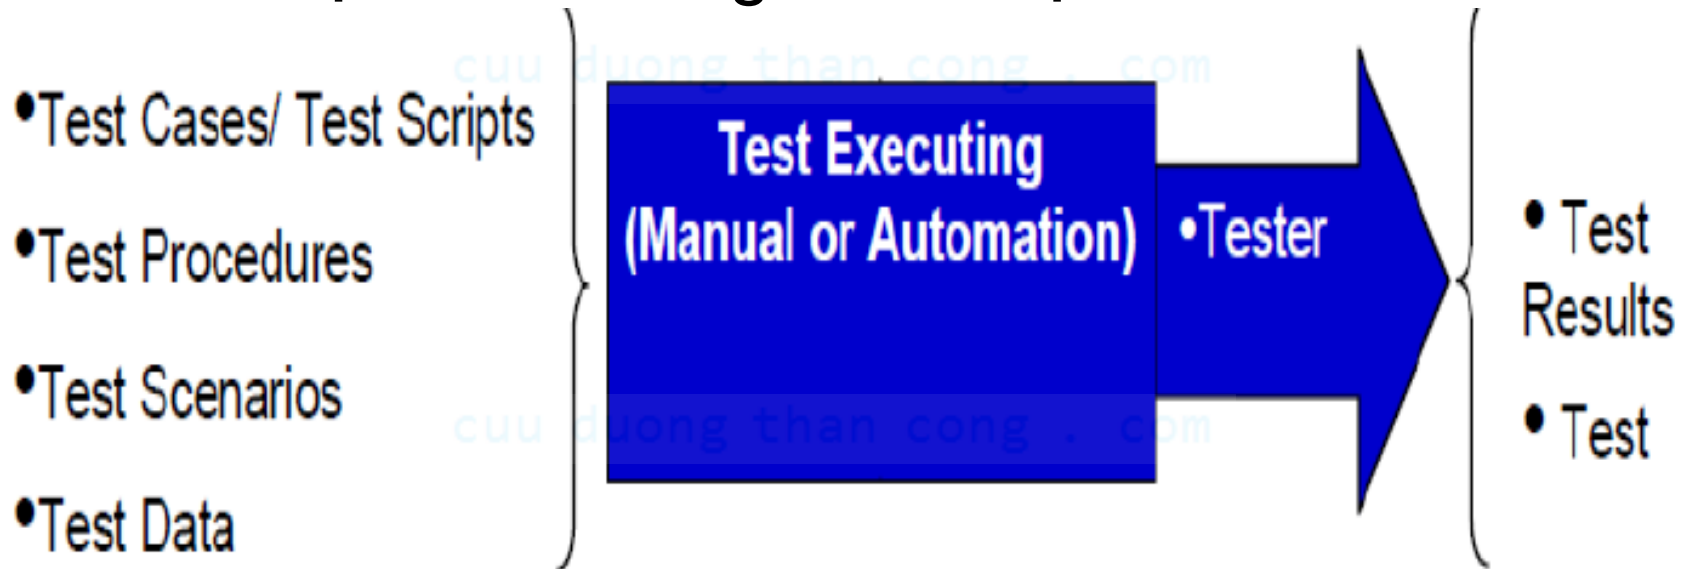 cuu duong than cong . com
•Test Cases/ Test Scripts
•Test Procedures
•Test Scenarios
•Test Data
Test Executing
(Manual or Automation)
•Tester
• Test
Results
• Test
cuu duong than cong . com